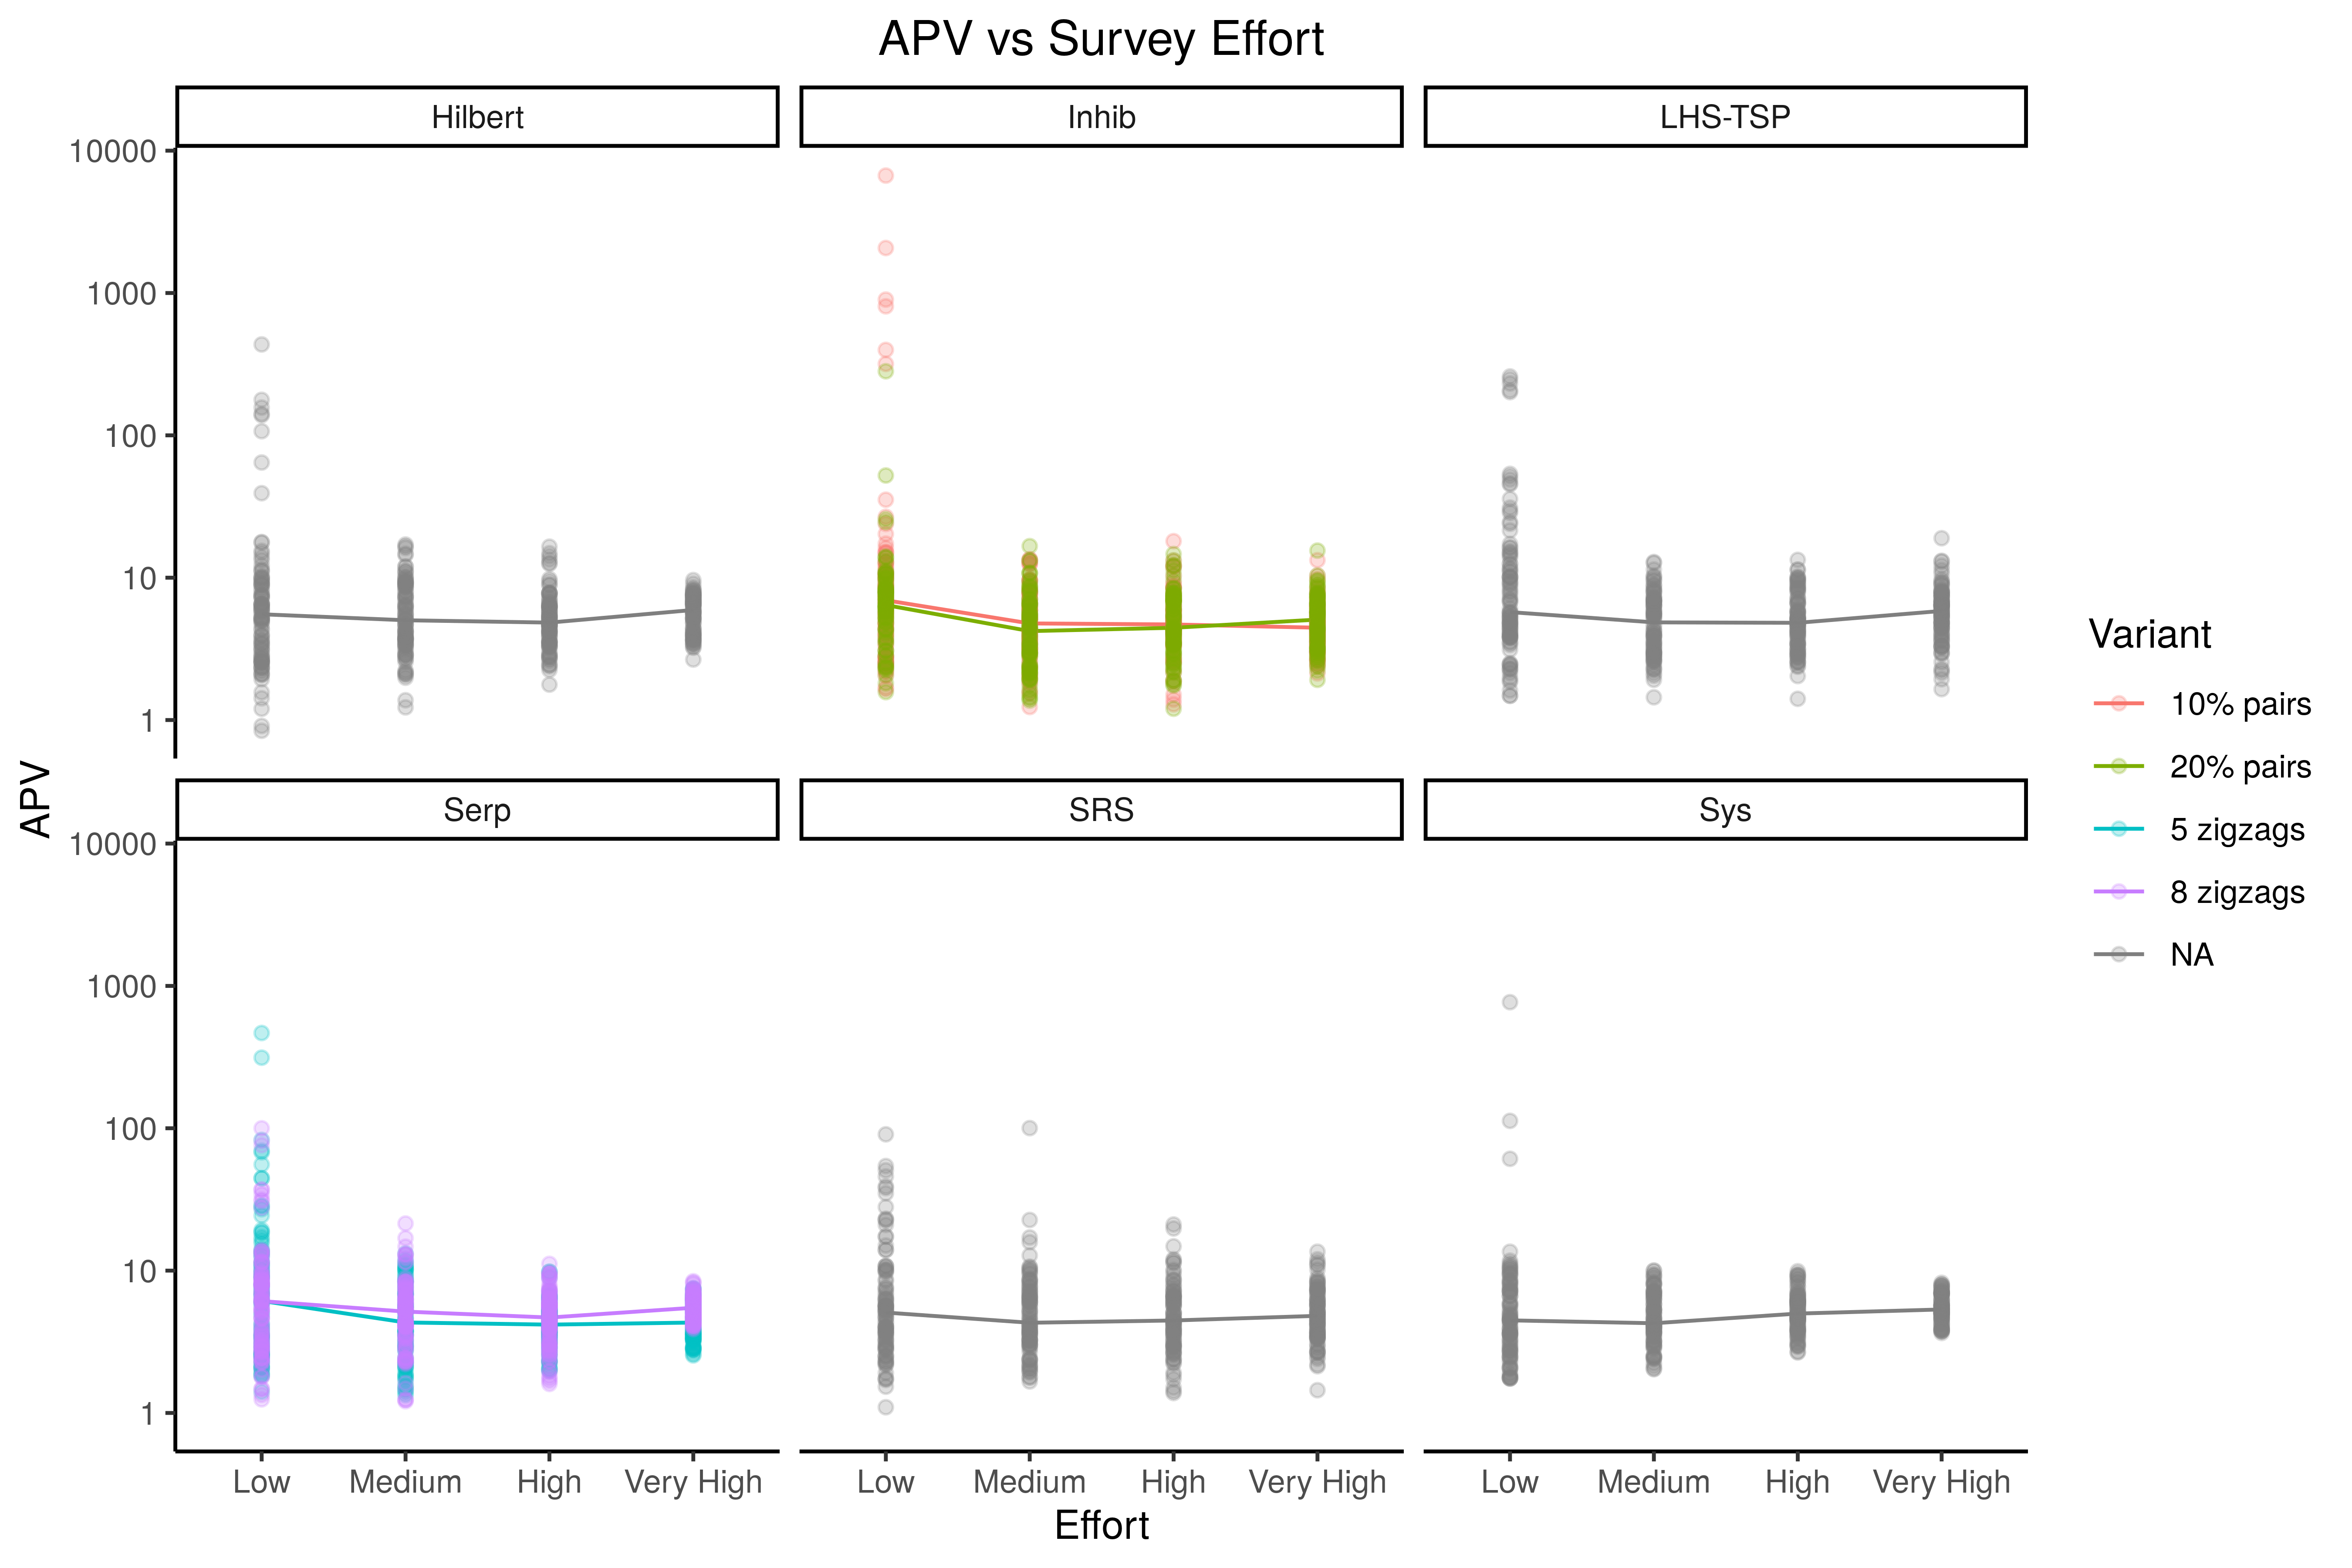 APV vs Survey Effort
Hilbert
Inhib
LHS-TSP
10000
1000
100
10
1
APV
Serp
SRS
Sys
10000
1000
100
10
1
Low Medium High Very High
Low Medium High Very High
Low Medium High Very High
Effort
Variant
10% pairs
20% pairs
5 zigzags
8 zigzags
NA